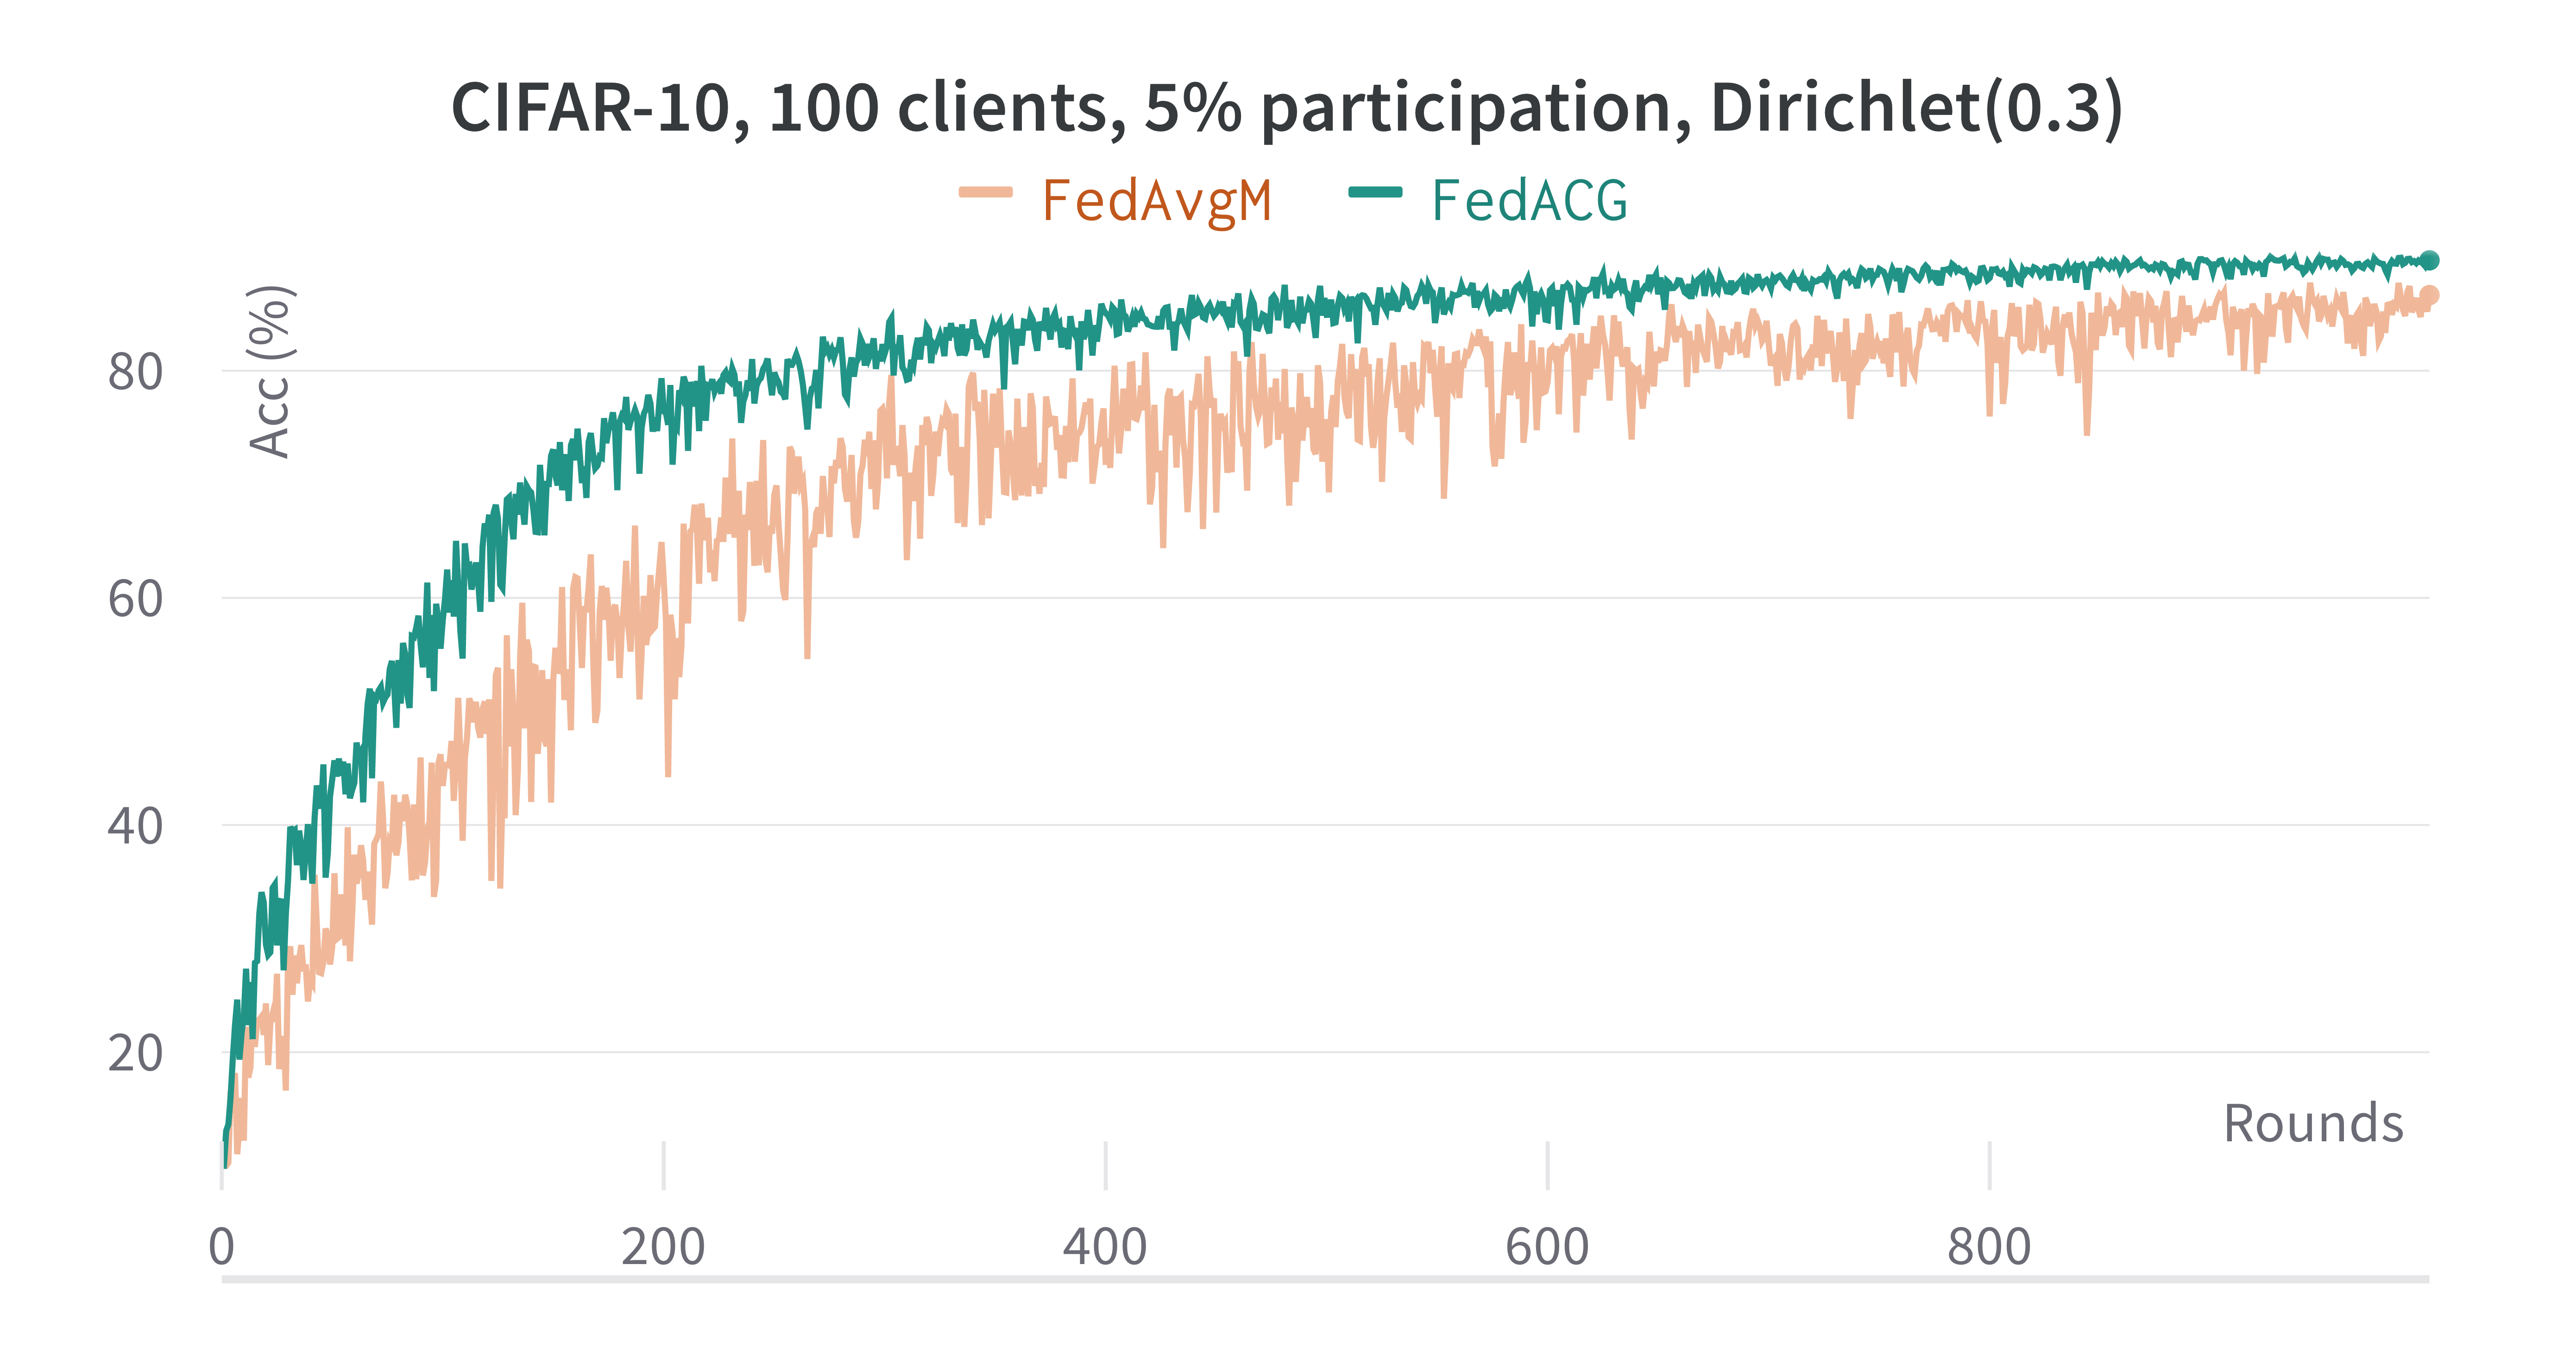 CIFAR-10, 100 clients, 5% participation, Dirichlet(0.3)
FedAvgM FedACG
Acc (%)
80
60
40
20
Rounds
0 200 400 600 800